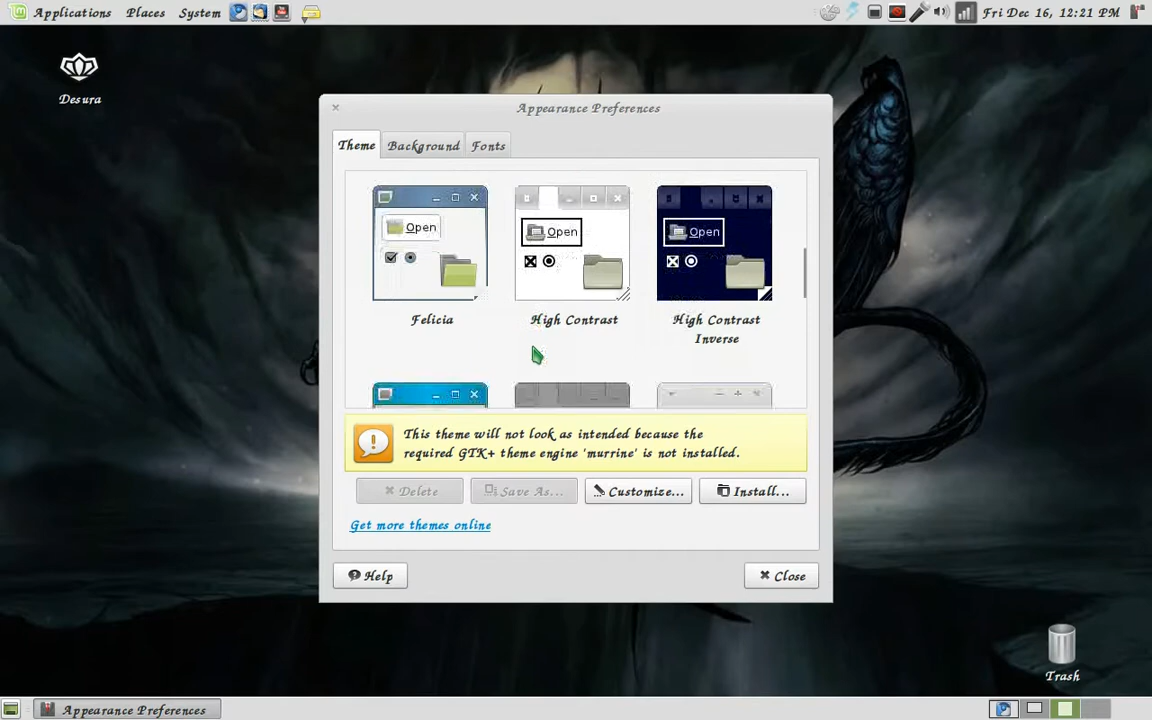 Applications Places System
Fri Dec 16, 12:21 PM
Desura
Appearance Preferences
Theme Background Fonts
Open
Open
Open
Felicia
High Contrast
High Contrast
Inverse
This theme will not look as intended because the
required GTK+ theme engine 'murrine' is not installed.
Delete Save As... Customize... Install...
Get more themes online
Help
Close
Trash
Appearance Preferences